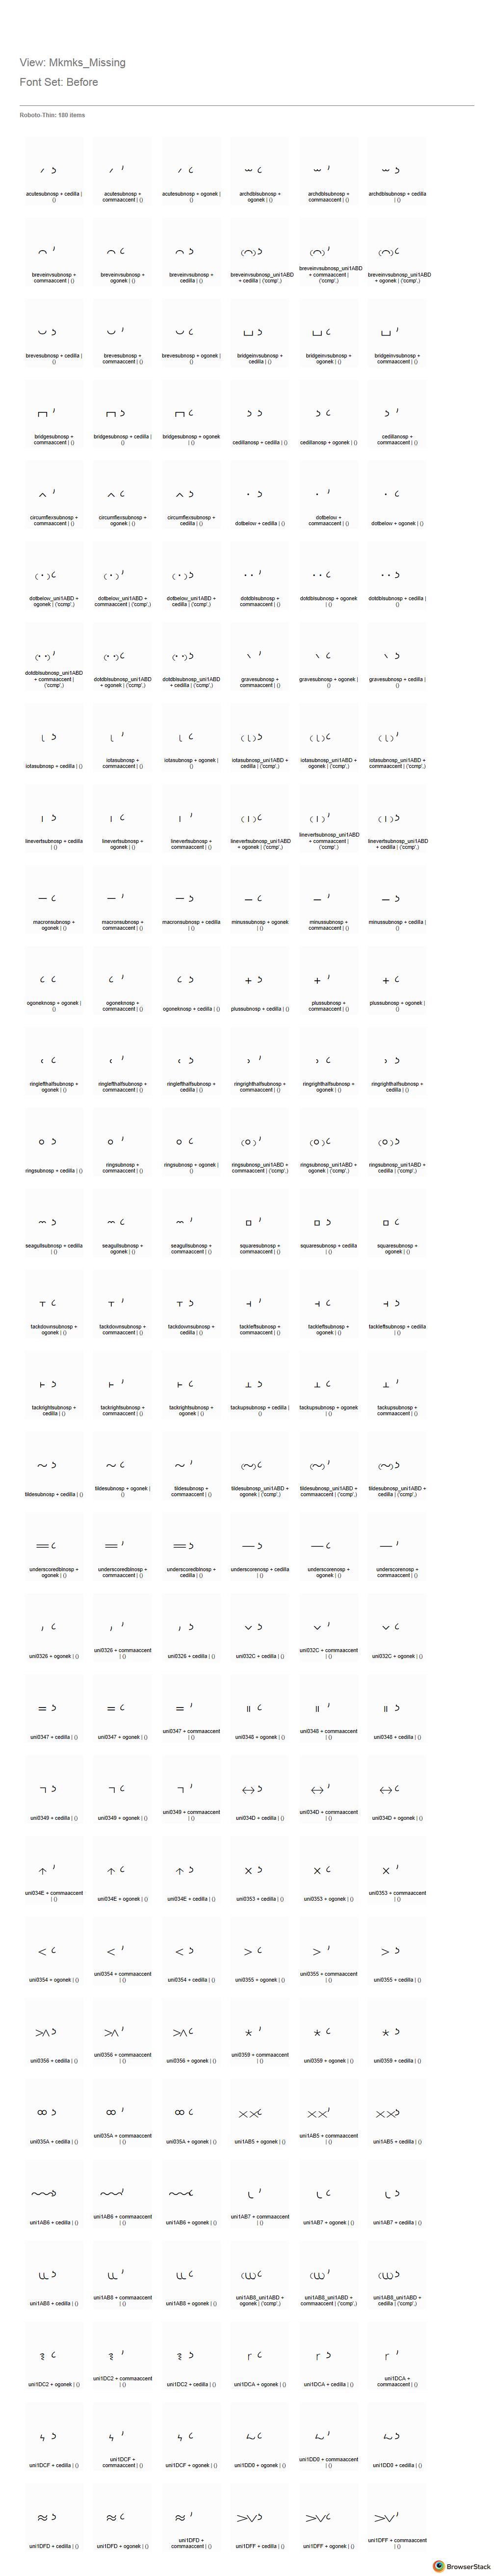 View: Mkmks_Missing
Font Set: Before
Roboto-Thin: 180 items
acutesubnosp + cedilla |
()
acutesubnosp +
commaaccent | ()
acutesubnosp + ogonek | ()
archdblsubnosp +
ogonek | ()
archdblsubnosp +
commaaccent | ()
archdblsubnosp + cedilla
| ()
breveinvsubnosp +
commaaccent | ()
breveinvsubnosp +
ogonek | ()
breveinvsubnosp +
cedilla | ()
breveinvsubnosp_uni1ABD
+ cedilla | ('ccmp',)
breveinvsubnosp_uni1ABD
+ commaaccent |
('ccmp',)
breveinvsubnosp_uni1ABD
+ ogonek | ('ccmp',)
brevesubnosp + cedilla |
()
brevesubnosp +
commaaccent | ()
brevesubnosp + ogonek | ()
bridgeinvsubnosp +
cedilla | ()
bridgeinvsubnosp +
ogonek | ()
bridgeinvsubnosp +
commaaccent | ()
bridgesubnosp +
commaaccent | ()
bridgesubnosp + cedilla |
()
bridgesubnosp + ogonek
| ()
cedillanosp + cedilla | ()
cedillanosp + ogonek | ()
cedillanosp +
commaaccent | ()
circumflexsubnosp +
commaaccent | ()
circumflexsubnosp +
ogonek | ()
circumflexsubnosp +
cedilla | ()
dotbelow + cedilla | ()
dotbelow +
commaaccent | ()
dotbelow + ogonek | ()
dotbelow_uni1ABD +
ogonek | ('ccmp',)
dotbelow_uni1ABD +
commaaccent | ('ccmp',)
dotbelow_uni1ABD +
cedilla | ('ccmp',)
dotdblsubnosp +
commaaccent | ()
dotdblsubnosp + ogonek
| ()
dotdblsubnosp + cedilla |
()
dotdblsubnosp_uni1ABD
+ commaaccent |
('ccmp',)
dotdblsubnosp_uni1ABD
+ ogonek | ('ccmp',)
dotdblsubnosp_uni1ABD
+ cedilla | ('ccmp',)
gravesubnosp +
commaaccent | ()
gravesubnosp + ogonek |
()
gravesubnosp + cedilla |
()
iotasubnosp + cedilla | ()
iotasubnosp +
commaaccent | ()
iotasubnosp + ogonek | ()
iotasubnosp_uni1ABD +
cedilla | ('ccmp',)
iotasubnosp_uni1ABD +
ogonek | ('ccmp',)
iotasubnosp_uni1ABD +
commaaccent | ('ccmp',)
linevertsubnosp + cedilla
| ()
linevertsubnosp +
ogonek | ()
linevertsubnosp +
commaaccent | ()
linevertsubnosp_uni1ABD
+ ogonek | ('ccmp',)
linevertsubnosp_uni1ABD
+ commaaccent |
('ccmp',)
linevertsubnosp_uni1ABD
+ cedilla | ('ccmp',)
macronsubnosp +
ogonek | ()
macronsubnosp +
commaaccent | ()
macronsubnosp + cedilla
| ()
minussubnosp + ogonek
| ()
minussubnosp +
commaaccent | ()
minussubnosp + cedilla |
()
ogoneknosp + ogonek |
()
ogoneknosp +
commaaccent | ()
ogoneknosp + cedilla | ()
plussubnosp + cedilla | ()
plussubnosp +
commaaccent | ()
plussubnosp + ogonek |
()
ringlefthalfsubnosp +
ogonek | ()
ringlefthalfsubnosp +
commaaccent | ()
ringlefthalfsubnosp +
cedilla | ()
ringrighthalfsubnosp +
commaaccent | ()
ringrighthalfsubnosp +
ogonek | ()
ringrighthalfsubnosp +
cedilla | ()
ringsubnosp + cedilla | ()
ringsubnosp +
commaaccent | ()
ringsubnosp + ogonek |
()
ringsubnosp_uni1ABD +
commaaccent | ('ccmp',)
ringsubnosp_uni1ABD +
ogonek | ('ccmp',)
ringsubnosp_uni1ABD +
cedilla | ('ccmp',)
seagullsubnosp + cedilla
| ()
seagullsubnosp +
ogonek | ()
seagullsubnosp +
commaaccent | ()
squaresubnosp +
commaaccent | ()
squaresubnosp + cedilla
| ()
squaresubnosp +
ogonek | ()
tackdownsubnosp +
ogonek | ()
tackdownsubnosp +
commaaccent | ()
tackdownsubnosp +
cedilla | ()
tackleftsubnosp +
commaaccent | ()
tackleftsubnosp +
ogonek | ()
tackleftsubnosp + cedilla
| ()
tackrightsubnosp +
cedilla | ()
tackrightsubnosp +
commaaccent | ()
tackrightsubnosp +
ogonek | ()
tackupsubnosp + cedilla |
()
tackupsubnosp + ogonek
| ()
tackupsubnosp +
commaaccent | ()
tildesubnosp + cedilla | ()
tildesubnosp + ogonek |
()
tildesubnosp +
commaaccent | ()
tildesubnosp_uni1ABD +
ogonek | ('ccmp',)
tildesubnosp_uni1ABD +
commaaccent | ('ccmp',)
tildesubnosp_uni1ABD +
cedilla | ('ccmp',)
underscoredblnosp +
ogonek | ()
underscoredblnosp +
commaaccent | ()
underscoredblnosp +
cedilla | ()
underscorenosp + cedilla
| ()
underscorenosp +
ogonek | ()
underscorenosp +
commaaccent | ()
uni0326 + ogonek | ()
uni0326 + commaaccent
| ()
uni0326 + cedilla | ()
uni032C + cedilla | ()
uni032C + commaaccent
| ()
uni032C + ogonek | ()
uni0347 + cedilla | ()
uni0347 + ogonek | ()
uni0347 + commaaccent
| ()
uni0348 + ogonek | ()
uni0348 + commaaccent
| ()
uni0348 + cedilla | ()
uni0349 + cedilla | ()
uni0349 + ogonek | ()
uni0349 + commaaccent
| ()
uni034D + cedilla | ()
uni034D + commaaccent
| ()
uni034D + ogonek | ()
uni034E + commaaccent
| ()
uni034E + ogonek | ()
uni034E + cedilla | ()
uni0353 + cedilla | ()
uni0353 + ogonek | ()
uni0353 + commaaccent
| ()
uni0354 + ogonek | ()
uni0354 + commaaccent
| ()
uni0354 + cedilla | ()
uni0355 + ogonek | ()
uni0355 + commaaccent
| ()
uni0355 + cedilla | ()
uni0356 + cedilla | ()
uni0356 + commaaccent
| ()
uni0356 + ogonek | ()
uni0359 + commaaccent
| ()
uni0359 + ogonek | ()
uni0359 + cedilla | ()
uni035A + cedilla | ()
uni035A + commaaccent
| ()
uni035A + ogonek | ()
uni1AB5 + ogonek | ()
uni1AB5 + commaaccent
| ()
uni1AB5 + cedilla | ()
uni1AB6 + cedilla | ()
uni1AB6 + commaaccent
| ()
uni1AB6 + ogonek | ()
uni1AB7 + commaaccent
| ()
uni1AB7 + ogonek | ()
uni1AB7 + cedilla | ()
uni1AB8 + cedilla | ()
uni1AB8 + commaaccent
| ()
uni1AB8 + ogonek | ()
uni1AB8_uni1ABD +
ogonek | ('ccmp',)
uni1AB8_uni1ABD +
commaaccent | ('ccmp',)
uni1AB8_uni1ABD +
cedilla | ('ccmp',)
uni1DC2 + ogonek | ()
uni1DC2 + commaaccent
| ()
uni1DC2 + cedilla | ()
uni1DCA + ogonek | ()
uni1DCA + cedilla | ()
uni1DCA +
commaaccent | ()
uni1DCF + cedilla | ()
uni1DCF +
commaaccent | ()
uni1DCF + ogonek | ()
uni1DD0 + ogonek | ()
uni1DD0 + commaaccent
| ()
uni1DD0 + cedilla | ()
uni1DFD + cedilla | ()
uni1DFD + ogonek | ()
uni1DFD +
commaaccent | ()
uni1DFF + cedilla | ()
uni1DFF + ogonek | ()
uni1DFF + commaaccent
| ()
BrowserStack